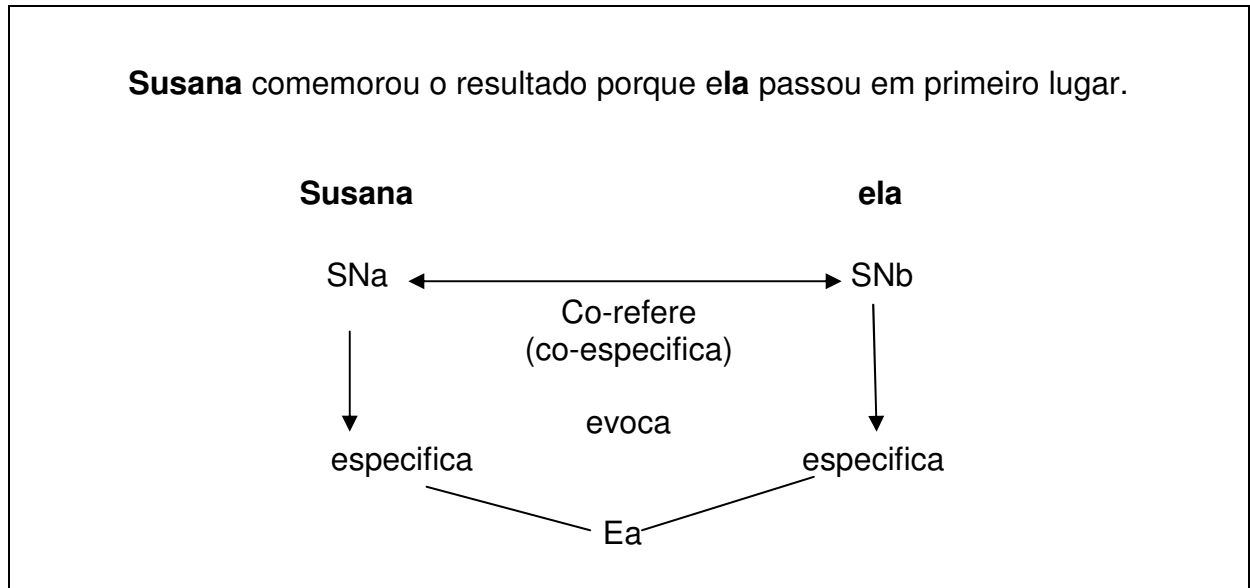 Susana comemorou o resultado porque ela passou em primeiro lugar.
Susana ela
SNa SNb
Co-refere
(co-especifica)
evoca
especifica especifica
Ea